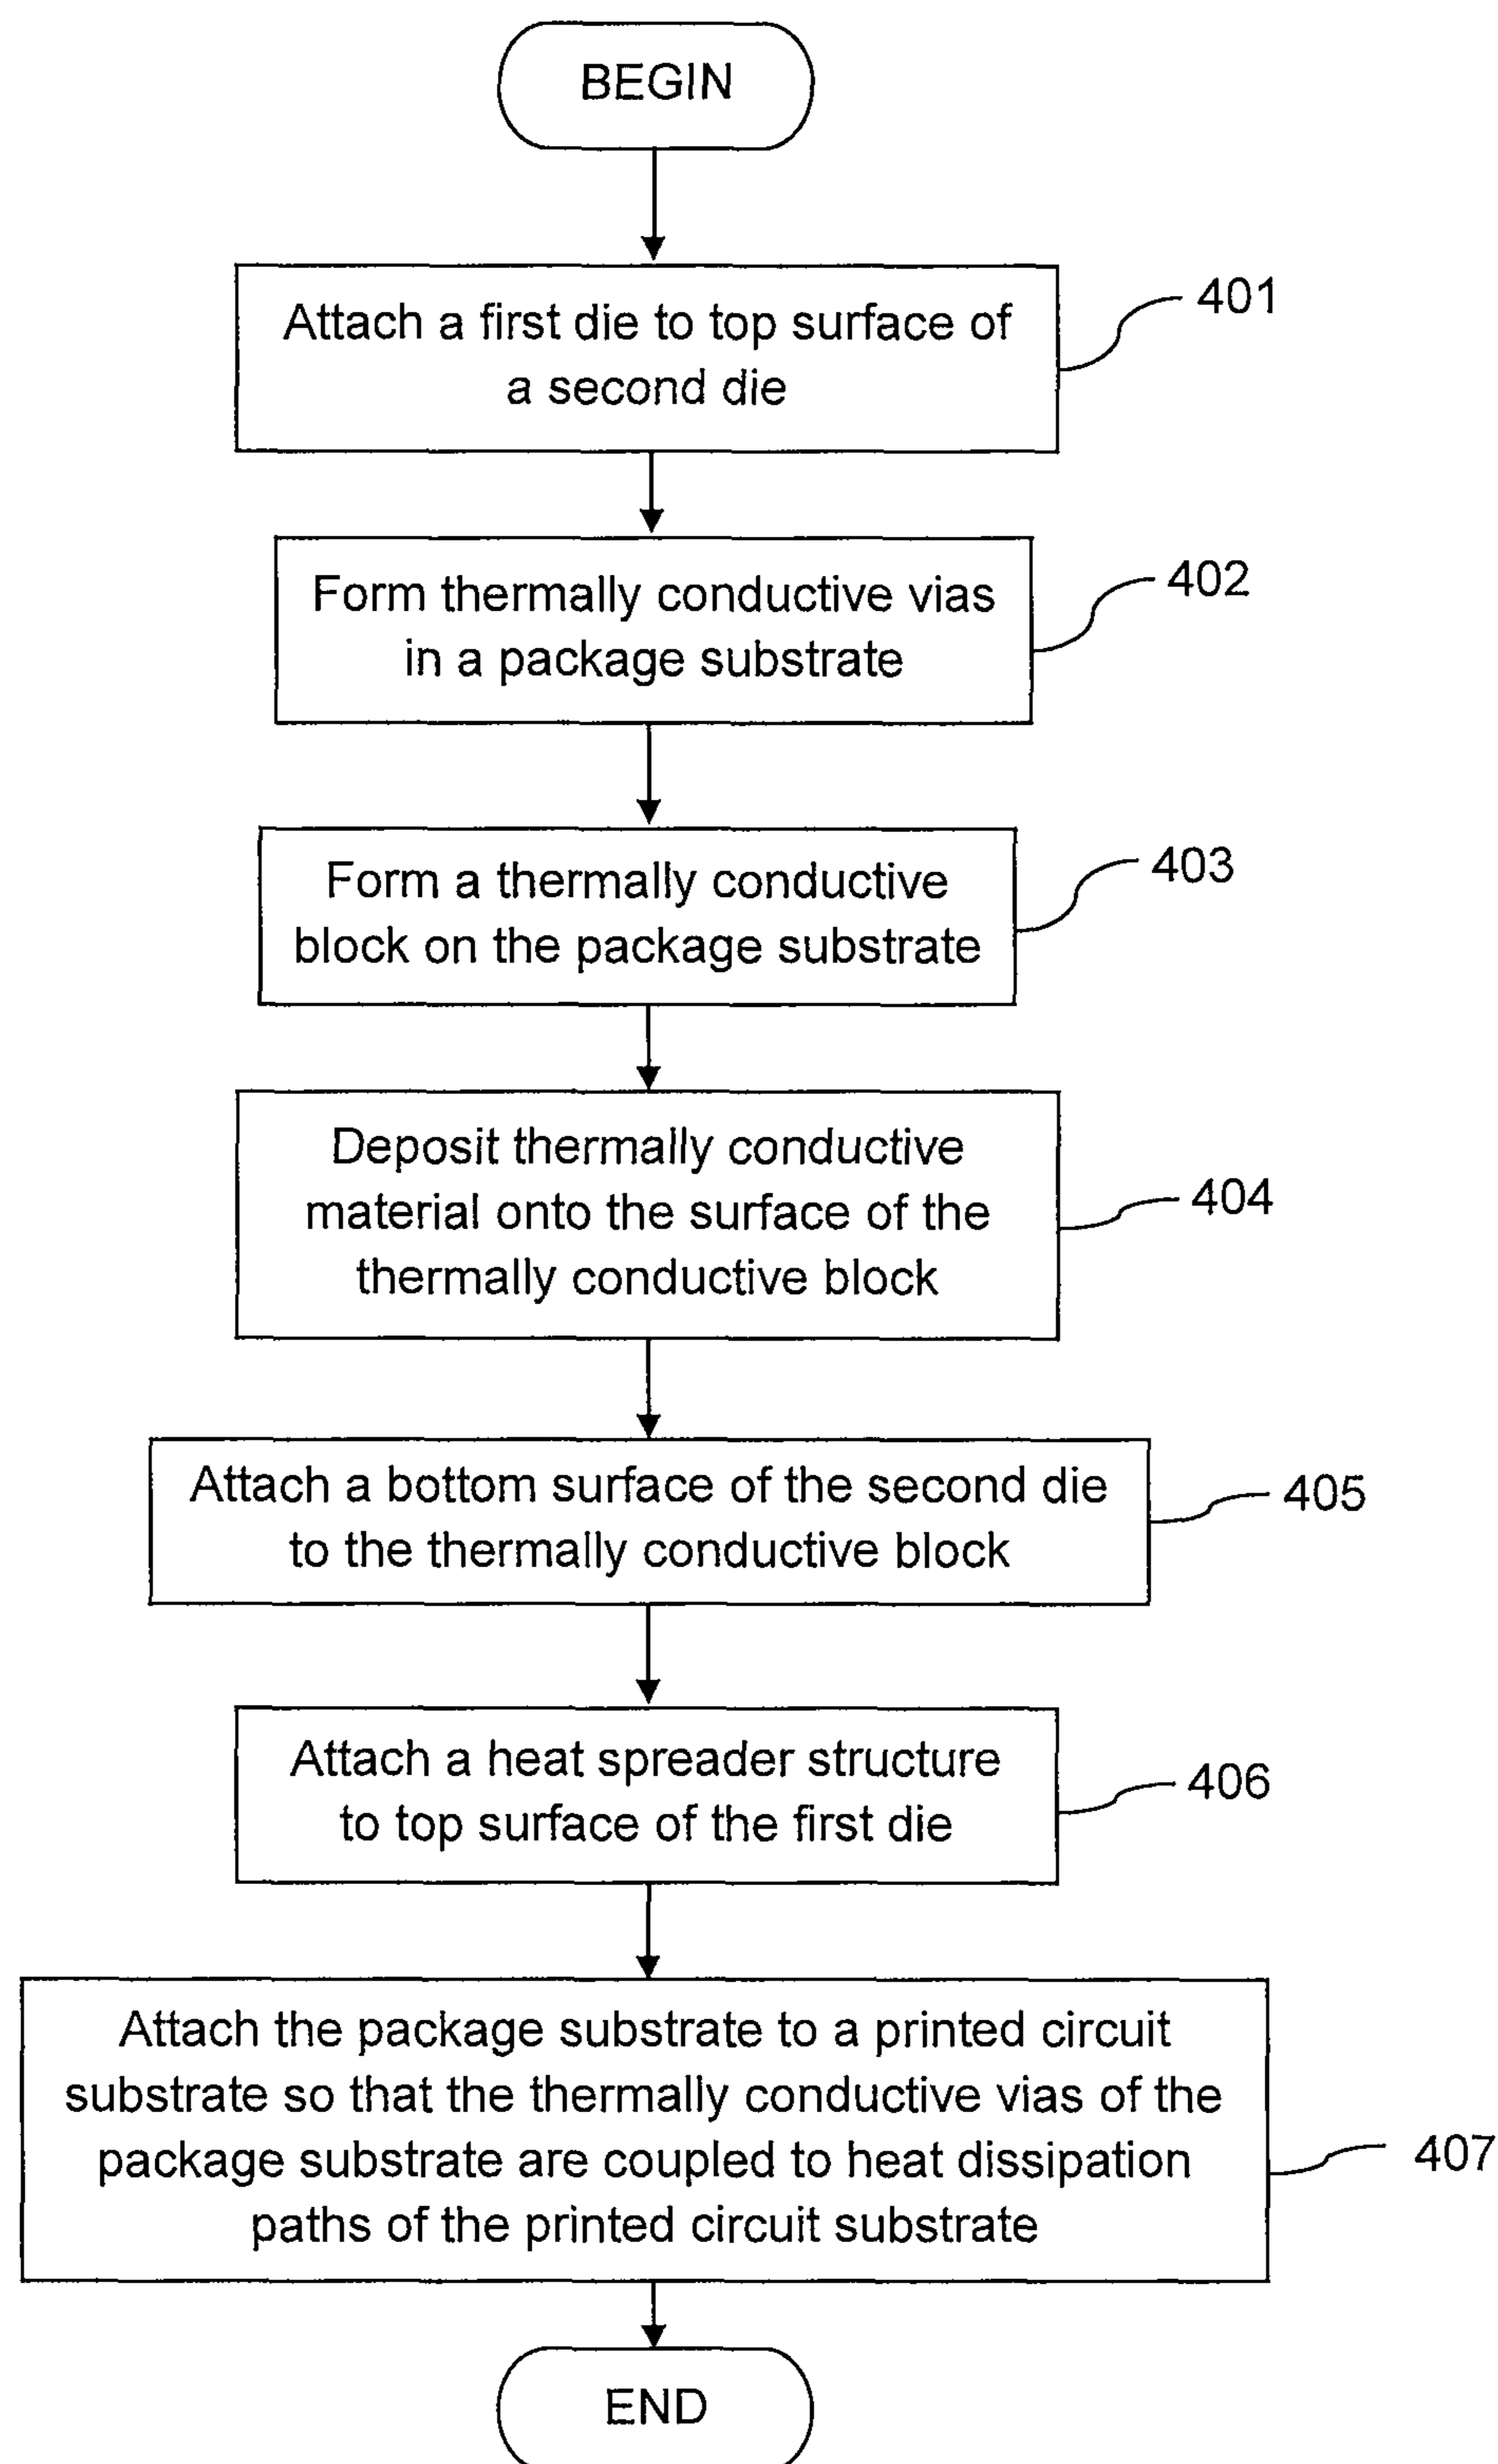 BEGIN
Attach a first die to top surface of
a second die
401
Form thermally conductive vias
in a package substrate
402
Form a thermally conductive
block on the package substrate
403
Deposit thermally conductive
material onto the surface of the
thermally conductive block
404
Attach a bottom surface of the second die
to the thermally conductive block
405
Attach a heat spreader structure
to top surface of the first die
406
Attach the package substrate to a printed circuit
substrate so that the thermally conductive vias of the
package substrate are coupled to heat dissipation
paths of the printed circuit substrate
407
END